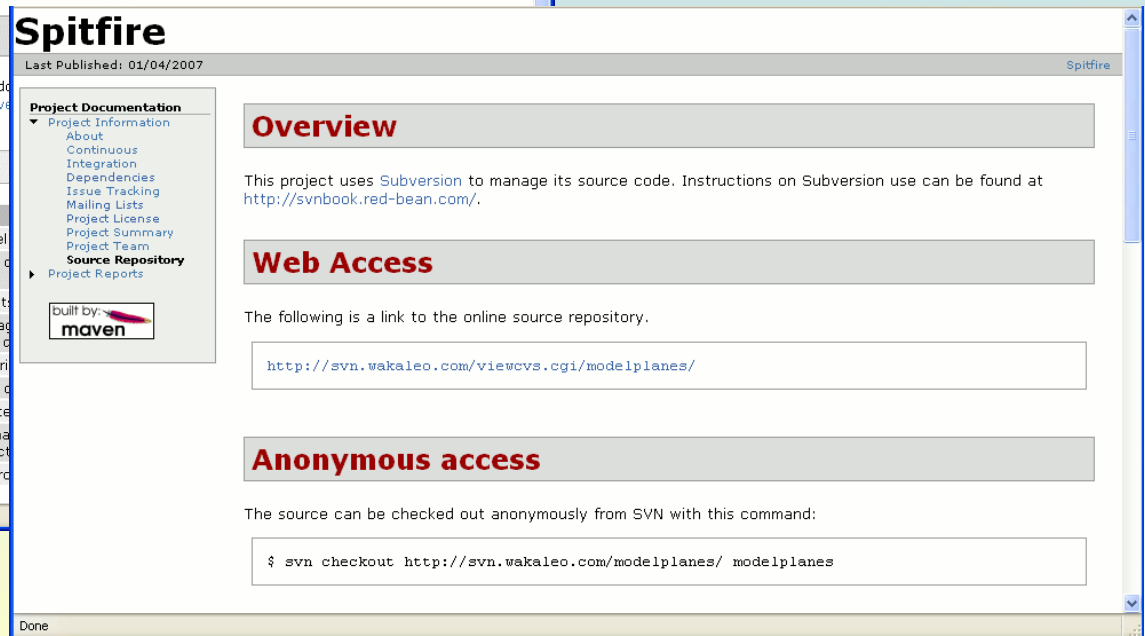 Spitfire
Last Published: 01/04/2007
Spitfire
Project Documentation
Project Information
About
Continuous
Integration
Dependencies
Issue Tracking
Mailing Lists
Project License
Project Summary
Project Team
Source Repository
Project Reports
built by:
maven
Overview
This project uses Subversion to manage its source code. Instructions on Subversion use can be found at
http://svnbook.red-bean.com/.
Web Access
The following is a link to the online source repository.
http://svn.wakaleo.com/viewcvs.cgi/modelplanes/
Anonymous access
The source can be checked out anonymously from SVN with this command:
$ svn checkout http://svn.wakaleo.com/modelplanes/ modelplanes
Done